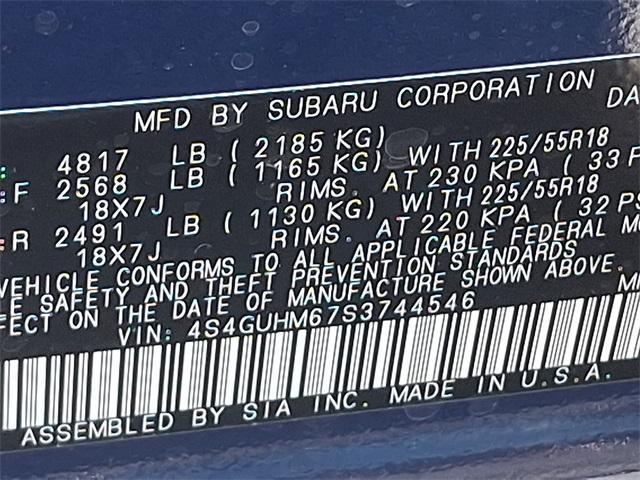 MFD BY SUBARU CORPORATION DA
: 4817 LB ( 2185 KG)
:F 2568 LB ( 1165 KG) WITH 225/55R18
18X7J RIMS. AT 230 KPA ( 33 P
:R 2491 LB ( 1130 KG) WITH 225/55R18
18X7J RIMS. AT 220 KPA ( 32 PS
VEHICLE CONFORMS TO ALL APPLICABLE FEDERAL MO
E SAFETY AND THEFT PREVENTION STANDARDS
FECT ON THE DATE OF MANUFACTURE SHOWN ABOVE.
VIN: 4S4GUHM67S3744546 M
ASSEMBLED BY SIA INC. MADE IN U.S.A.